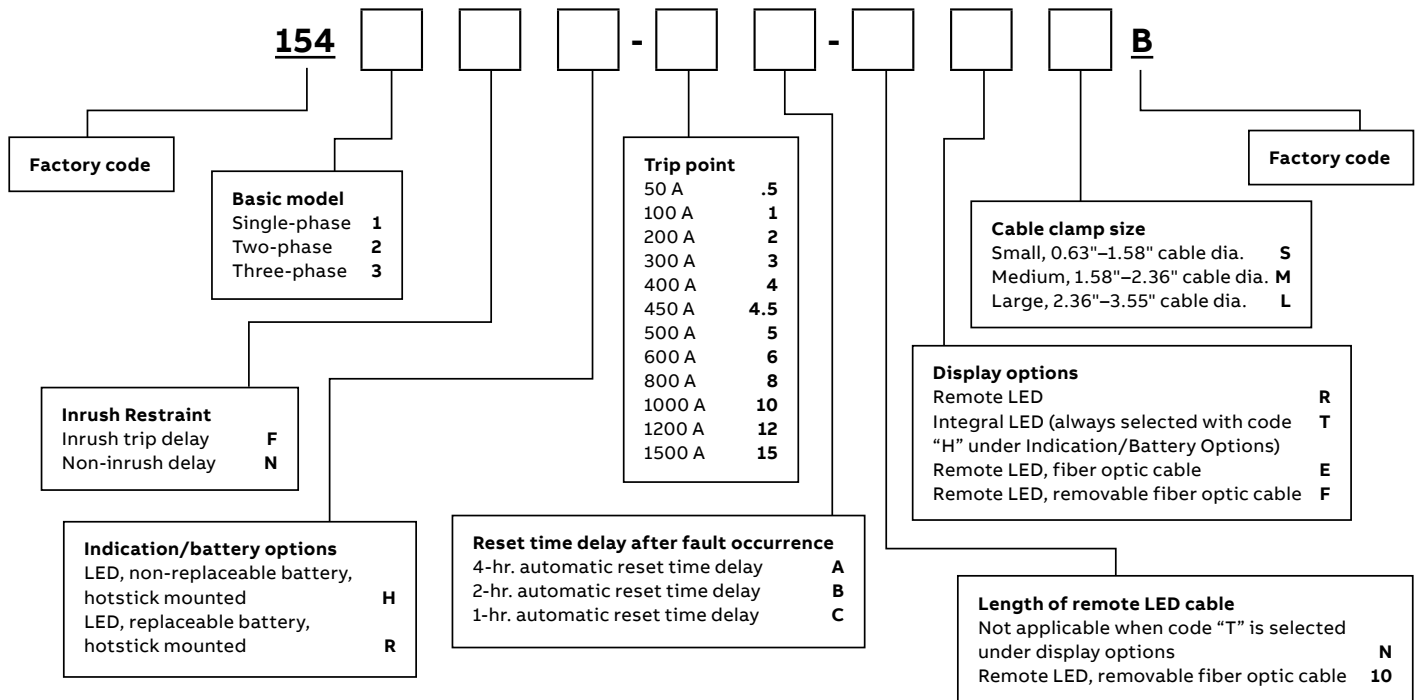 154 - - B
Factory code
Basic model
Single-phase 1
Two-phase 2
Three-phase 3
Inrush Restraint
Inrush trip delay F
Non-inrush delay N
Indication/battery options
LED, non-replaceable battery,
hotstick mounted H
LED, replaceable battery,
hotstick mounted R
Trip point
50 A .5
100 A 1
200 A 2
300 A 3
400 A 4
450 A 4.5
500 A 5
600 A 6
800 A 8
1000 A 10
1200 A 12
1500 A 15
Reset time delay after fault occurrence
4-hr. automatic reset time delay A
2-hr. automatic reset time delay B
1-hr. automatic reset time delay C
Factory code
Cable clamp size
Small, 0.63"–1.58" cable dia. S
Medium, 1.58"–2.36" cable dia. M
Large, 2.36"–3.55" cable dia. L
Display options
Remote LED R
Integral LED (always selected with code T
“H” under Indication/Battery Options)
Remote LED, fiber optic cable E
Remote LED, removable fiber optic cable F
Length of remote LED cable
Not applicable when code “T” is selected
under display options N
Remote LED, removable fiber optic cable 10